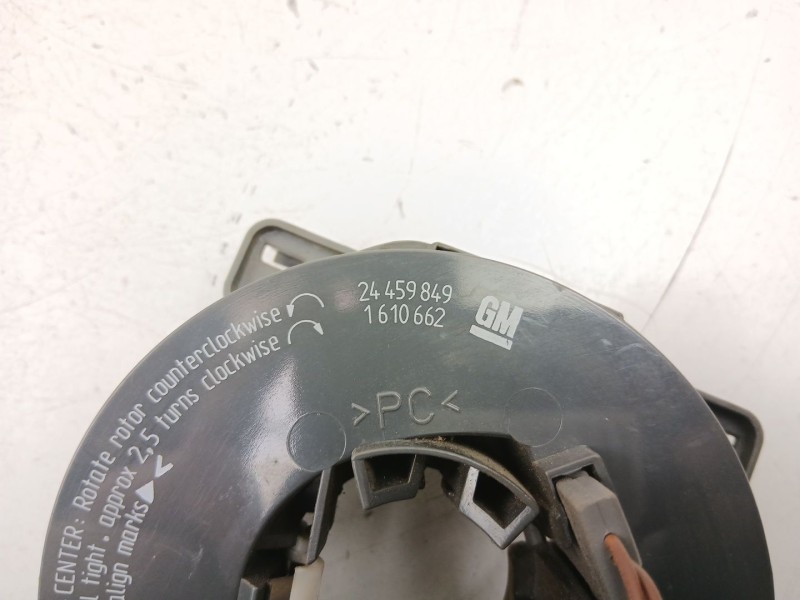 24 459 849
1 610 662
GM
>PC<
CENTER: Rotate rotor counterclockwise
tight, approx 2,5 turns clockwise
align marks